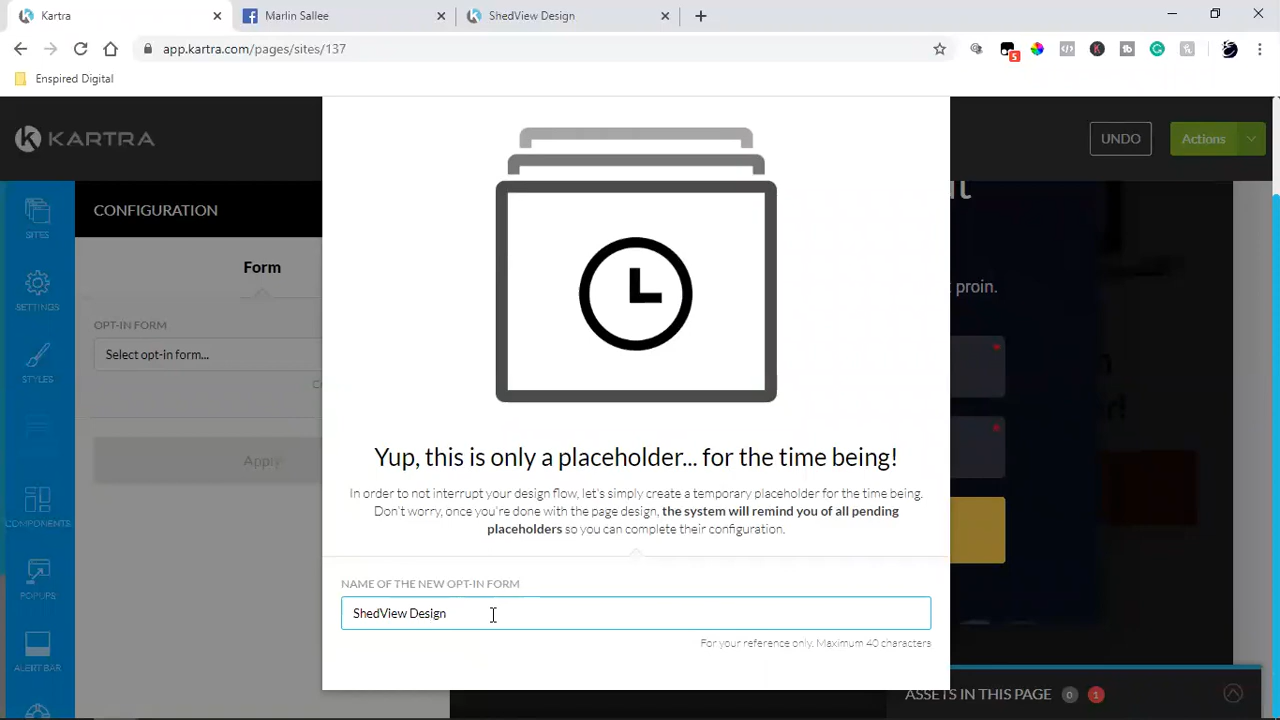 Kartra
Marlin Sallee
ShedView Design
app.kartra.com/pages/sites/137
5
Enspired Digital
KARTRA
UNDO
Actions
SITES
SETTINGS
STYLES
COMPONENTS
POPUPS
ALERT BAR
CONFIGURATION
Form
OPT-IN FORM
Select opt-in form...
C
Apply
Yup, this is only a placeholder... for the time being!
In order to not interrupt your design flow, let's simply create a temporary placeholder for the time being.
Don't worry, once you're done with the page design, the system will remind you of all pending
placeholders so you can complete their configuration.
NAME OF THE NEW OPT-IN FORM
ShedView Design
For your reference only. Maximum 40 characters
t proin.
ASSETS IN THIS PAGE 0 1